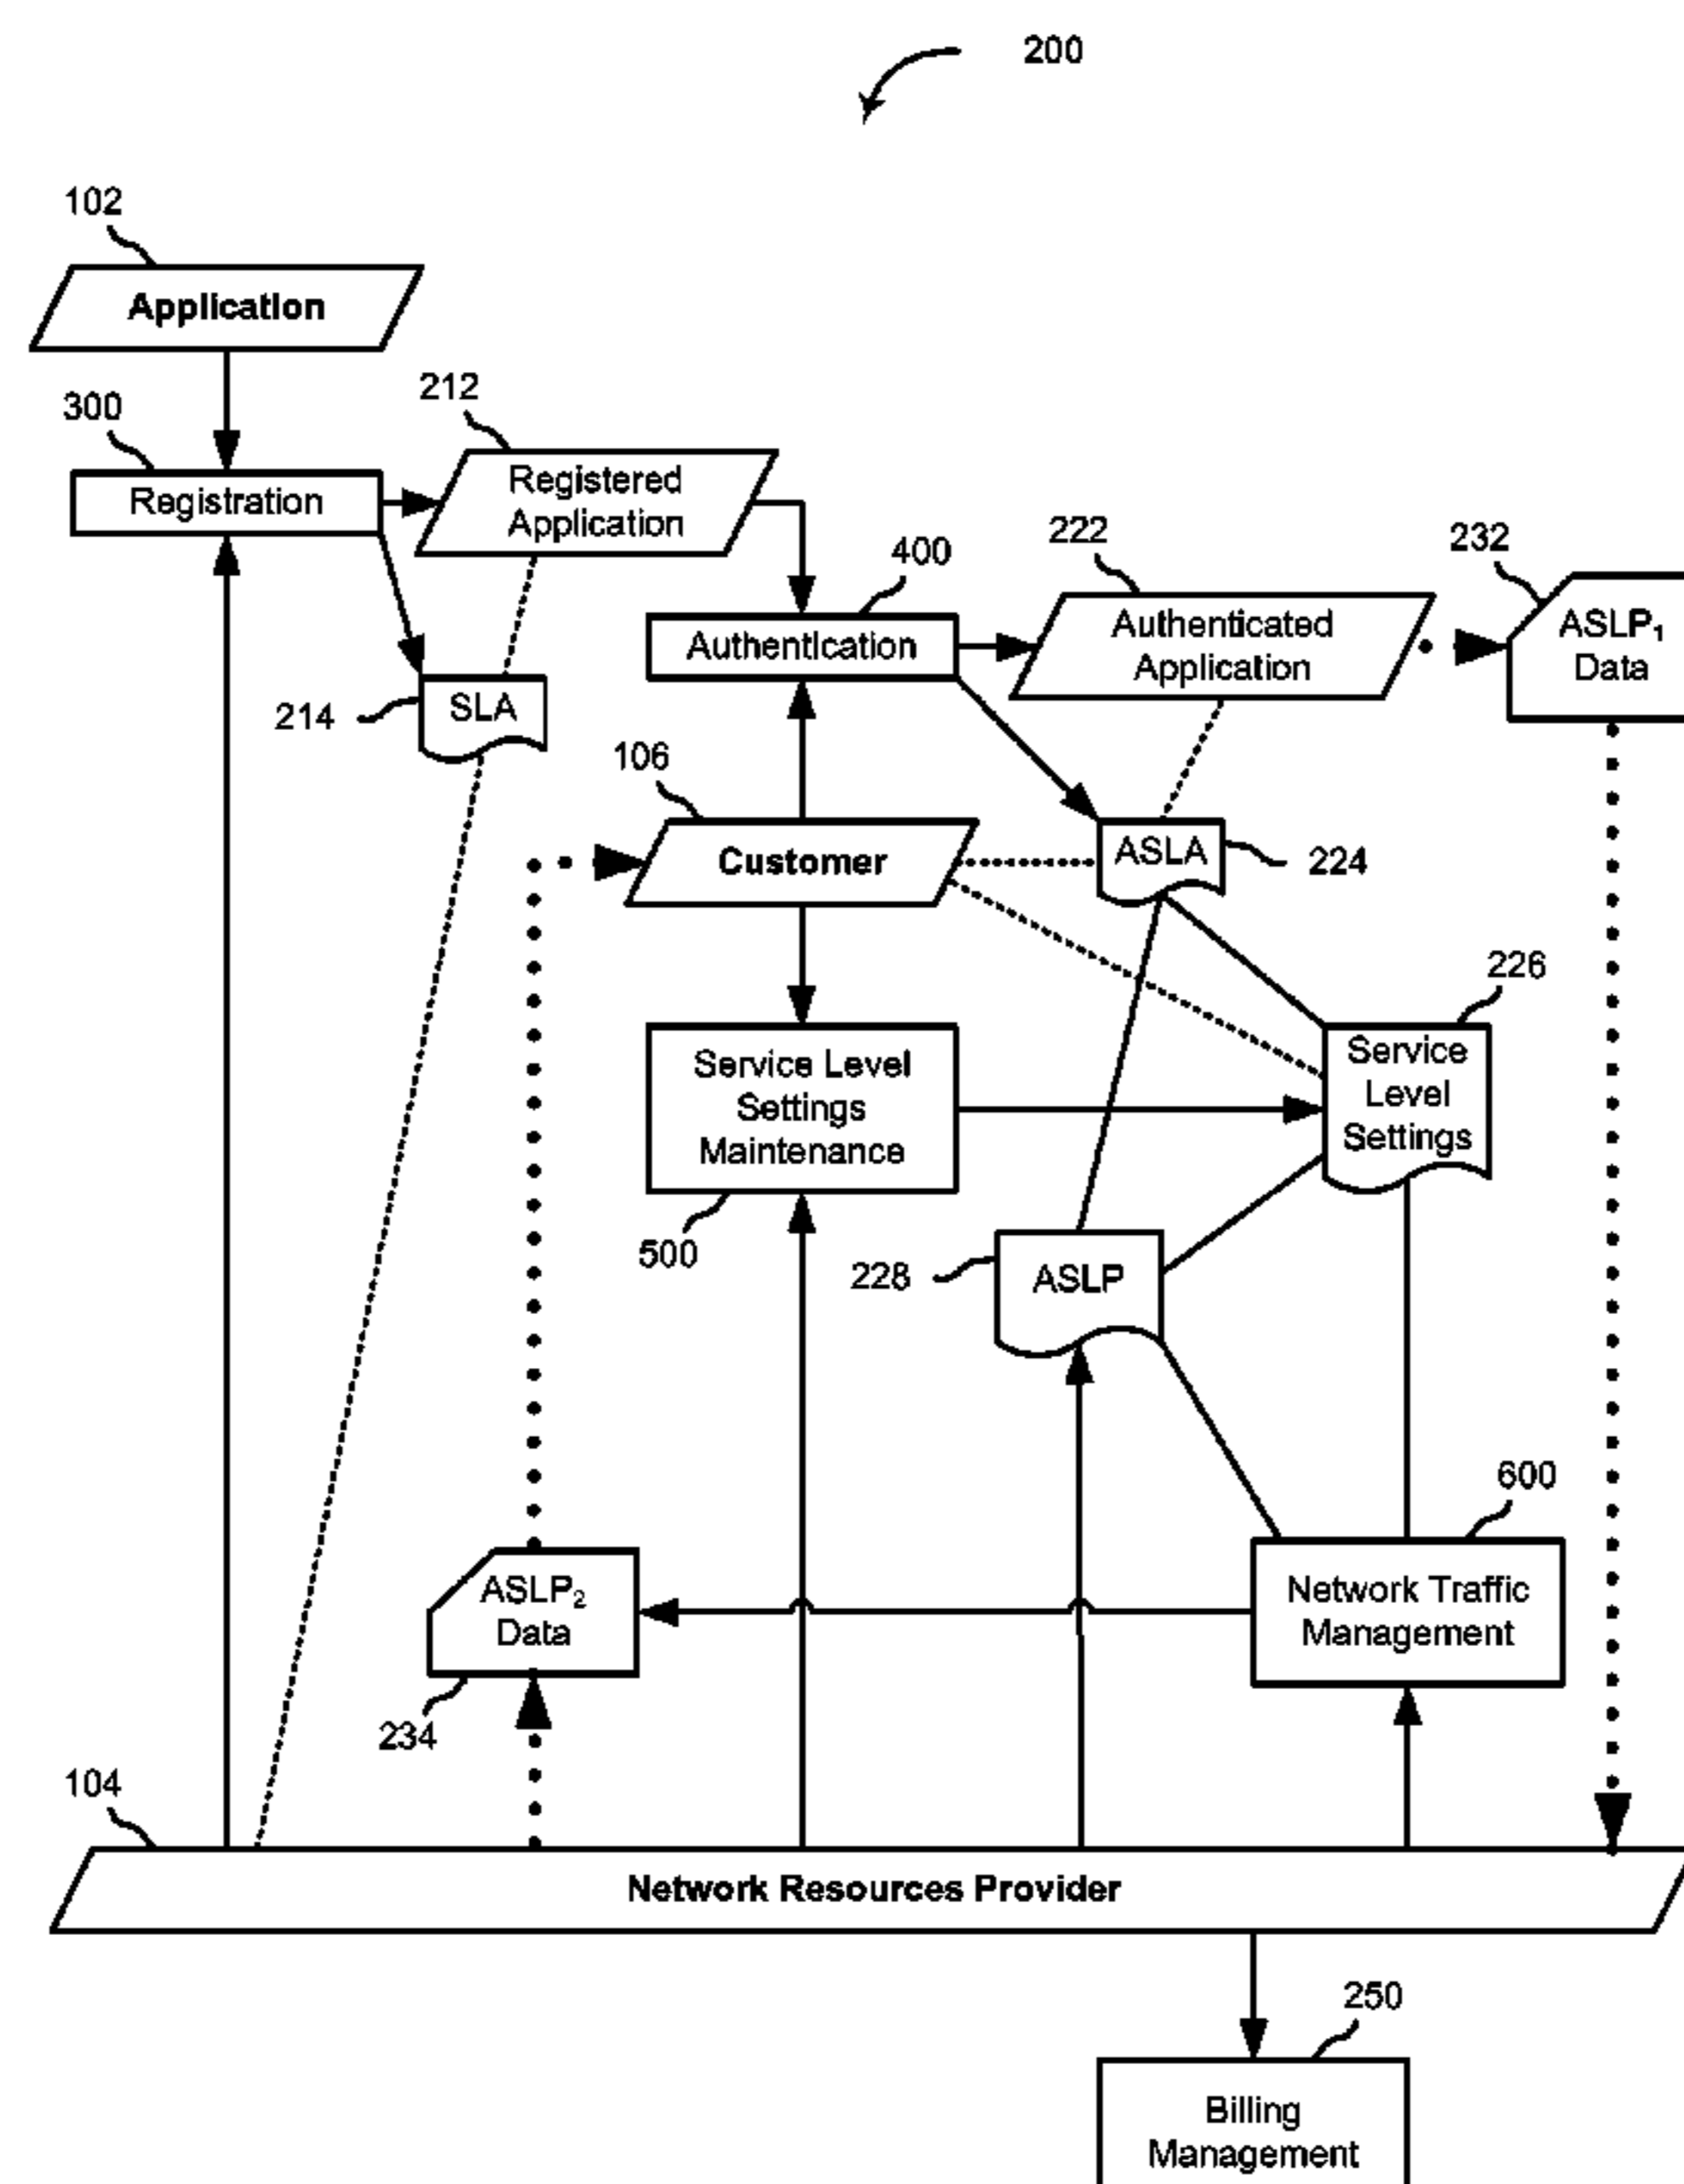 200
102
Application
300
212
Registration
Registered
Application
400
222
232
Authentication
Authenticated
Application
ASLP₁
Data
SLA
214
106
Customer
ASLA
224
226
Service Level
Settings
Maintenance
Service
Level
Settings
500
228
ASLP
600
ASLP₂
Data
Network Traffic
Management
234
104
Network Resources Provider
250
Billing
Management